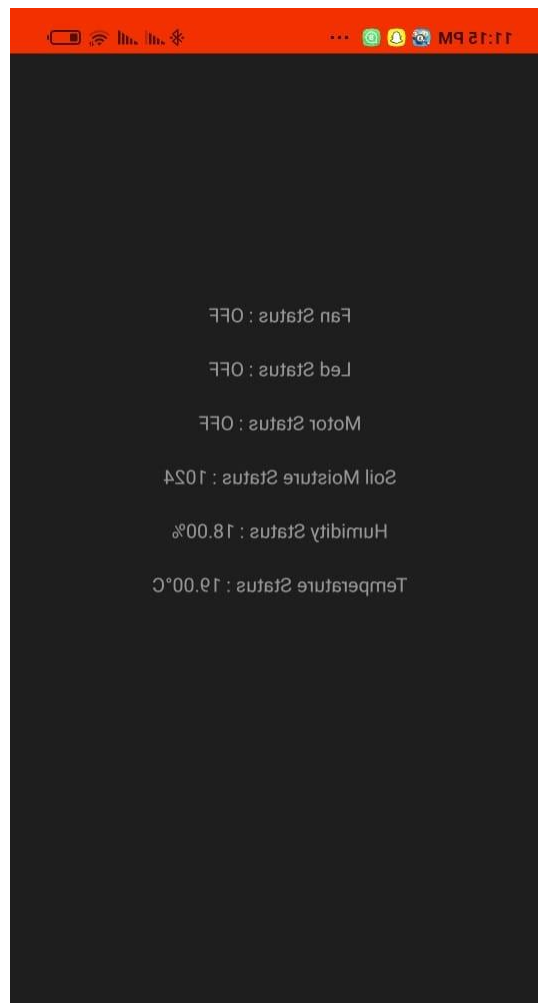 11:15 PM
Fan Status : OFF
Led Status : OFF
Motor Status : OFF
Soil Moisture Status : 1024
Humidity Status : 18.00%
Temperature Status : 19.00°C